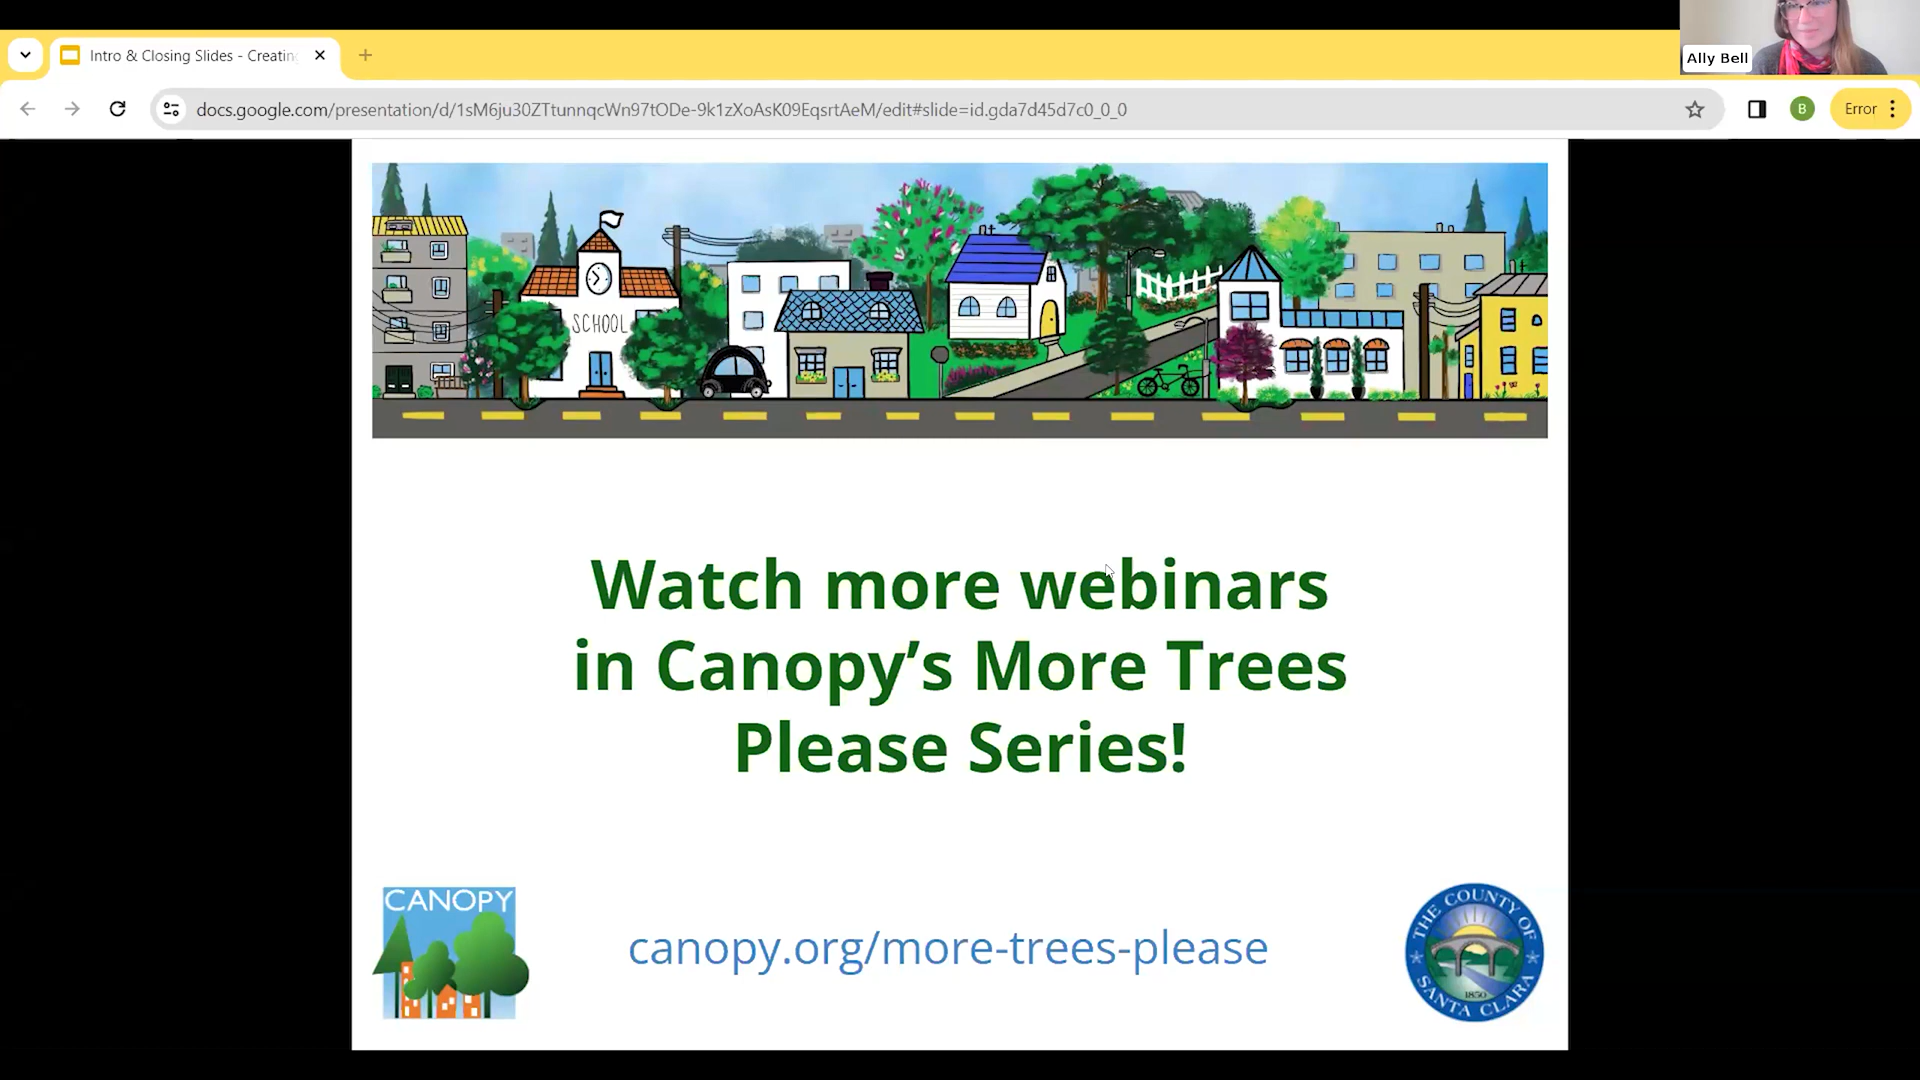 Ally Bell
Intro & Closing Slides - Creatin
docs.google.com/presentation/d/1sM6ju30ZTtunnqcWn97tODe-9k1zXoAsK09EqsrtAeM/edit#slide=id.gda7d45d7c0_0_0
B
Error
SCHOOL
Watch more webinars
in Canopy’s More Trees
Please Series!
CANOPY
canopy.org/more-trees-please
THE COUNTY OF
SANTA CLARA
1850